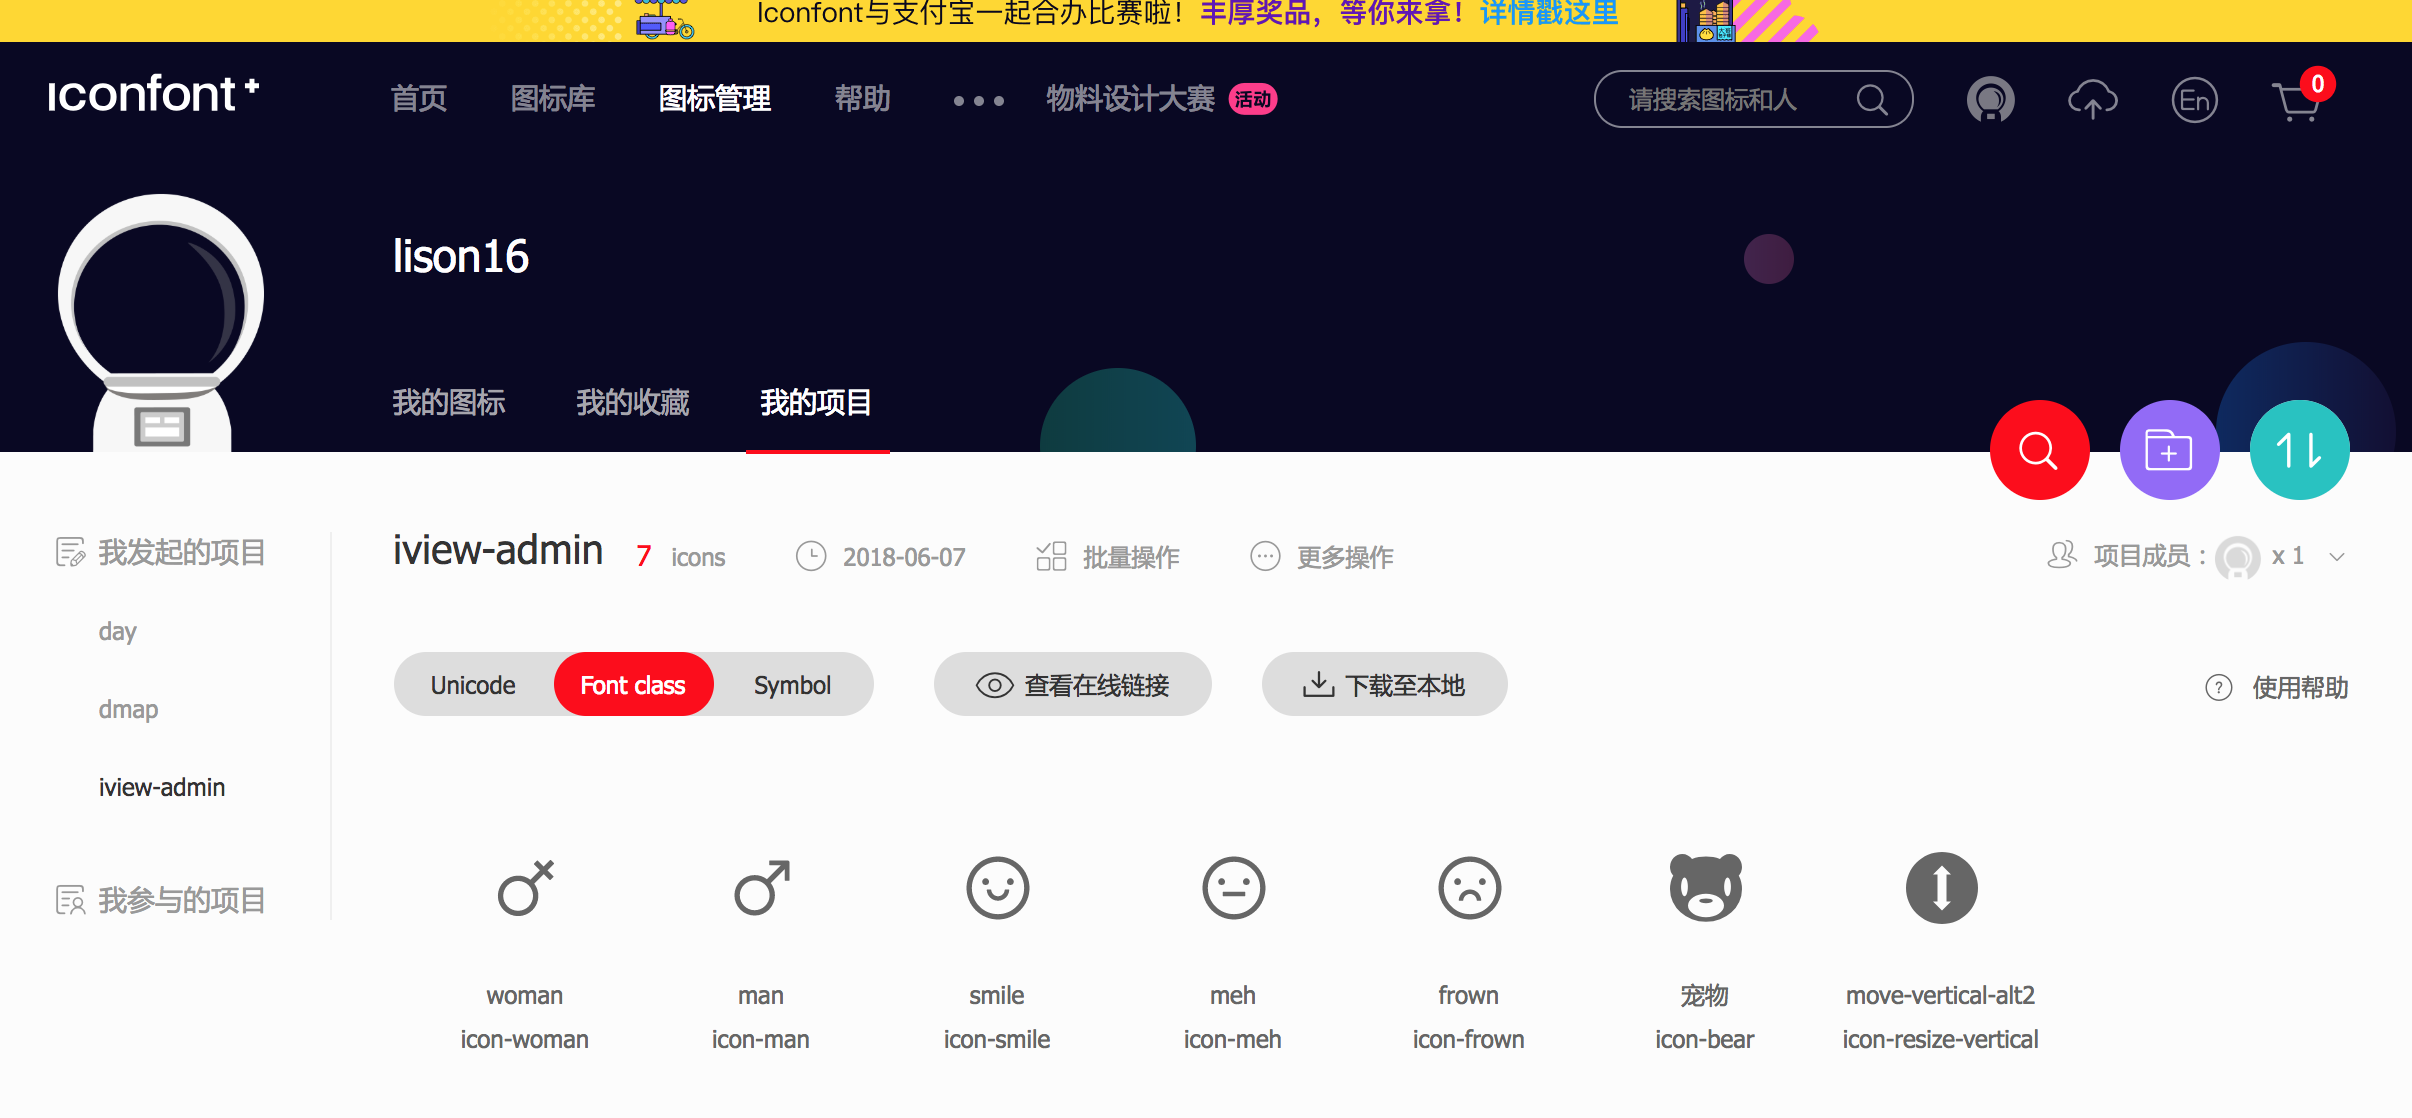 Iconfont与支付宝一起合办比赛啦！丰厚奖品，等你来拿！详情戳这里
iconfont+
首页 图标库 图标管理 帮助 ••• 物料设计大赛 活动
请搜索图标和人
En
0
lison16
我的图标 我的收藏 我的项目
我发起的项目
day
dmap
iview-admin
我参与的项目
iview-admin 7 icons 2018-06-07 批量操作 更多操作
项目成员： x 1
Unicode Font class Symbol 查看在线链接 下载至本地
? 使用帮助
woman man smile meh frown 宠物 move-vertical-alt2
icon-woman icon-man icon-smile icon-meh icon-frown icon-bear icon-resize-vertical